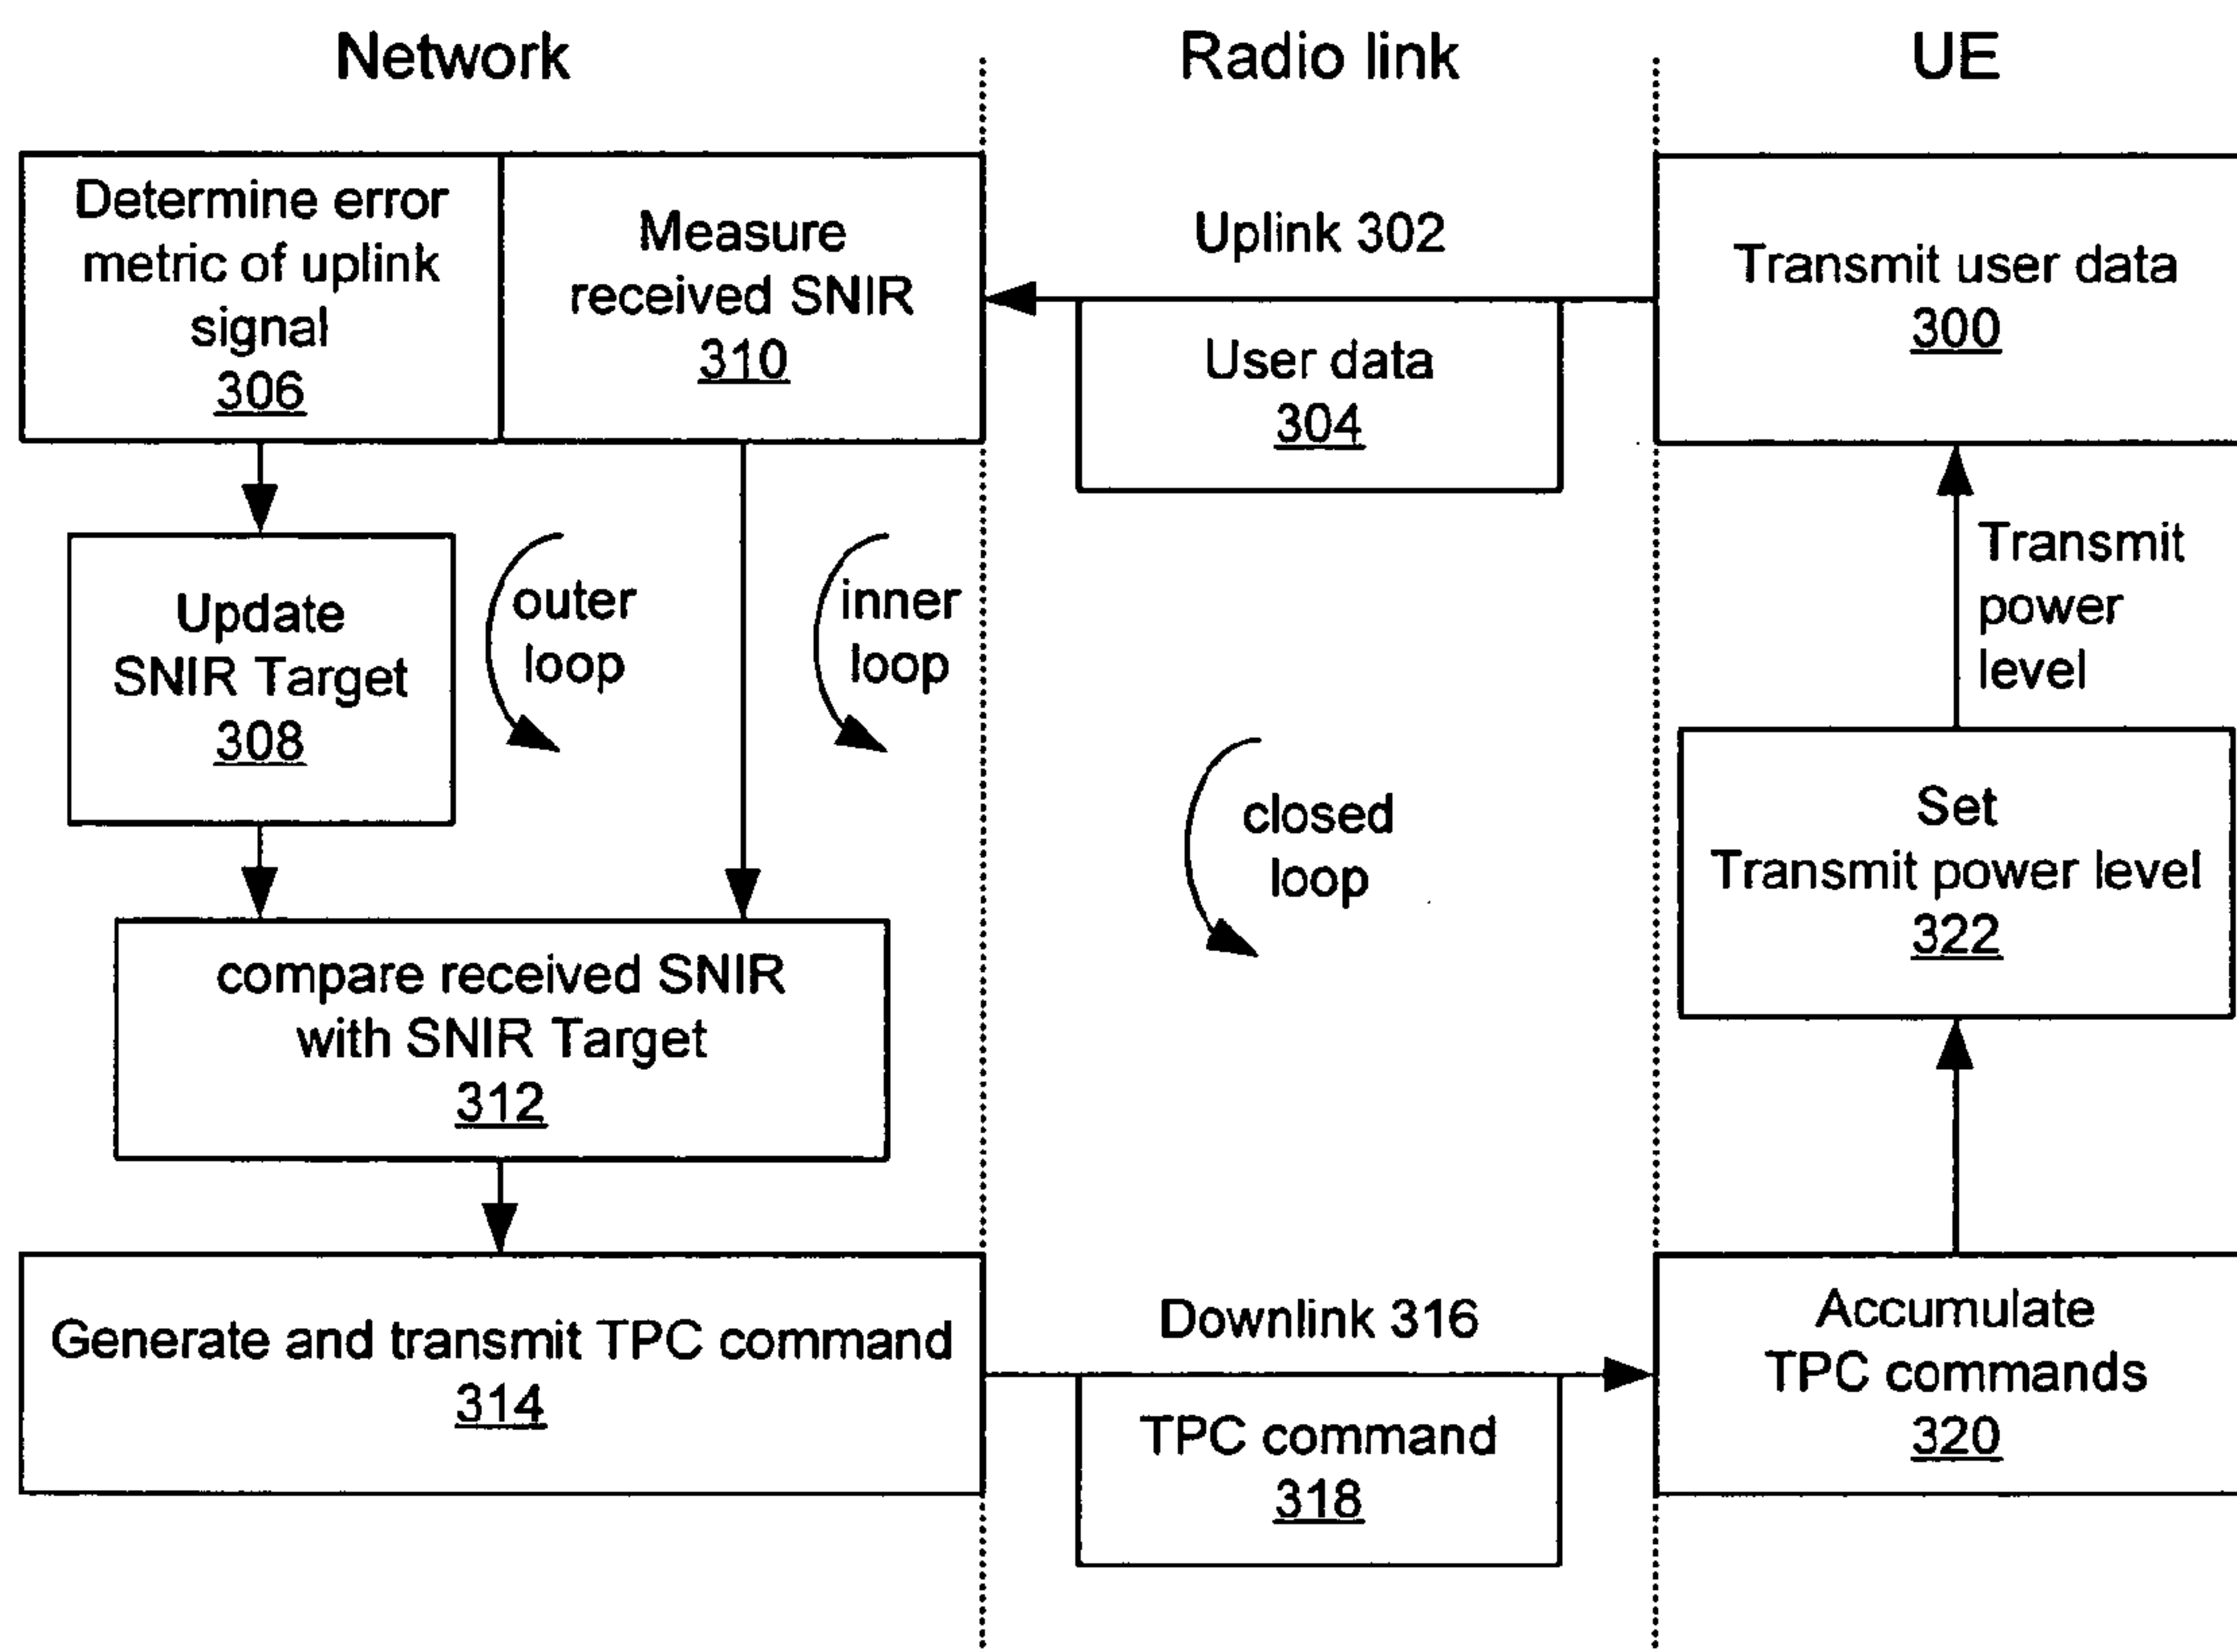 Network
Radio link
UE
Determine error
metric of uplink
signal
306
Measure
received SNIR
310
Uplink 302
User data
304
Transmit user data
300
Update
SNIR Target
308
outer
loop
inner
loop
closed
loop
Transmit
power
level
Set
Transmit power level
322
compare received SNIR
with SNIR Target
312
Generate and transmit TPC command
314
Downlink 316
TPC command
318
Accumulate
TPC commands
320